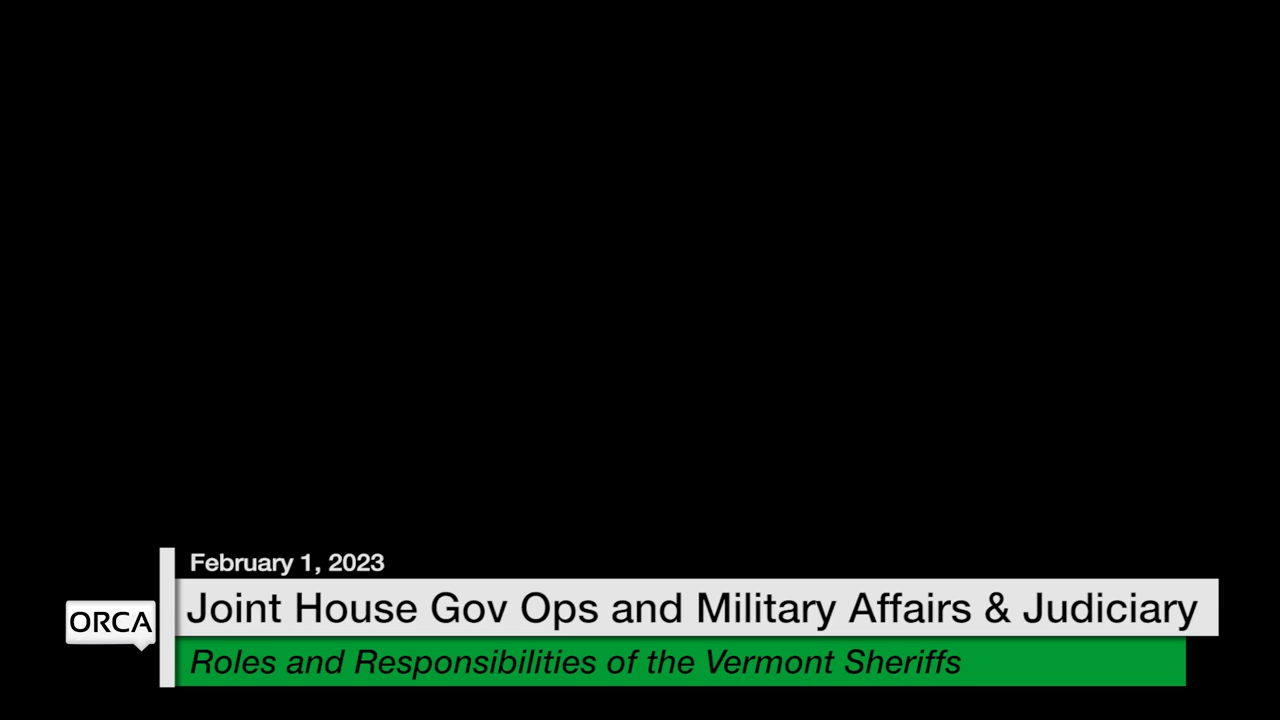 February 1, 2023
Joint House Gov Ops and Military Affairs & Judiciary
ORCA
Roles and Responsibilities of the Vermont Sheriffs